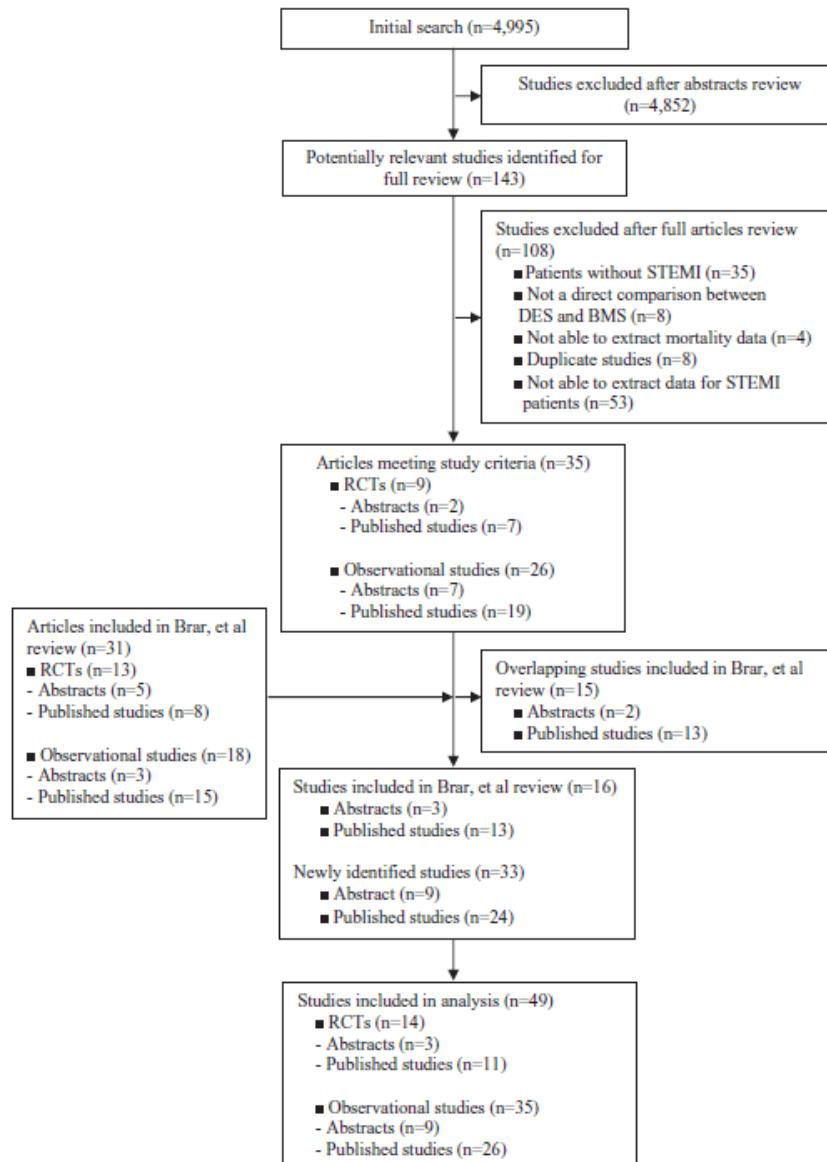 Initial search (n=4,995)
Studies excluded after abstracts review
(n=4,852)
Potentially relevant studies identified for
full review (n=143)
Studies excluded after full articles review
(n=108)
■ Patients without STEMI (n=35)
■ Not a direct comparison between
DES and BMS (n=8)
■ Not able to extract mortality data (n=4)
■ Duplicate studies (n=8)
■ Not able to extract data for STEMI
patients (n=53)
Articles meeting study criteria (n=35)
■ RCTs (n=9)
- Abstracts (n=2)
- Published studies (n=7)
■ Observational studies (n=26)
- Abstracts (n=7)
- Published studies (n=19)
Articles included in Brar, et al
review (n=31)
■ RCTs (n=13)
- Abstracts (n=5)
- Published studies (n=8)
■ Observational studies (n=18)
- Abstracts (n=3)
- Published studies (n=15)
Overlapping studies included in Brar, et al
review (n=15)
■ Abstracts (n=2)
■ Published studies (n=13)
Studies included in Brar, et al review (n=16)
■ Abstracts (n=3)
■ Published studies (n=13)
Newly identified studies (n=33)
■ Abstract (n=9)
■ Published studies (n=24)
Studies included in analysis (n=49)
■ RCTs (n=14)
- Abstracts (n=3)
- Published studies (n=11)
■ Observational studies (n=35)
- Abstracts (n=9)
- Published studies (n=26)